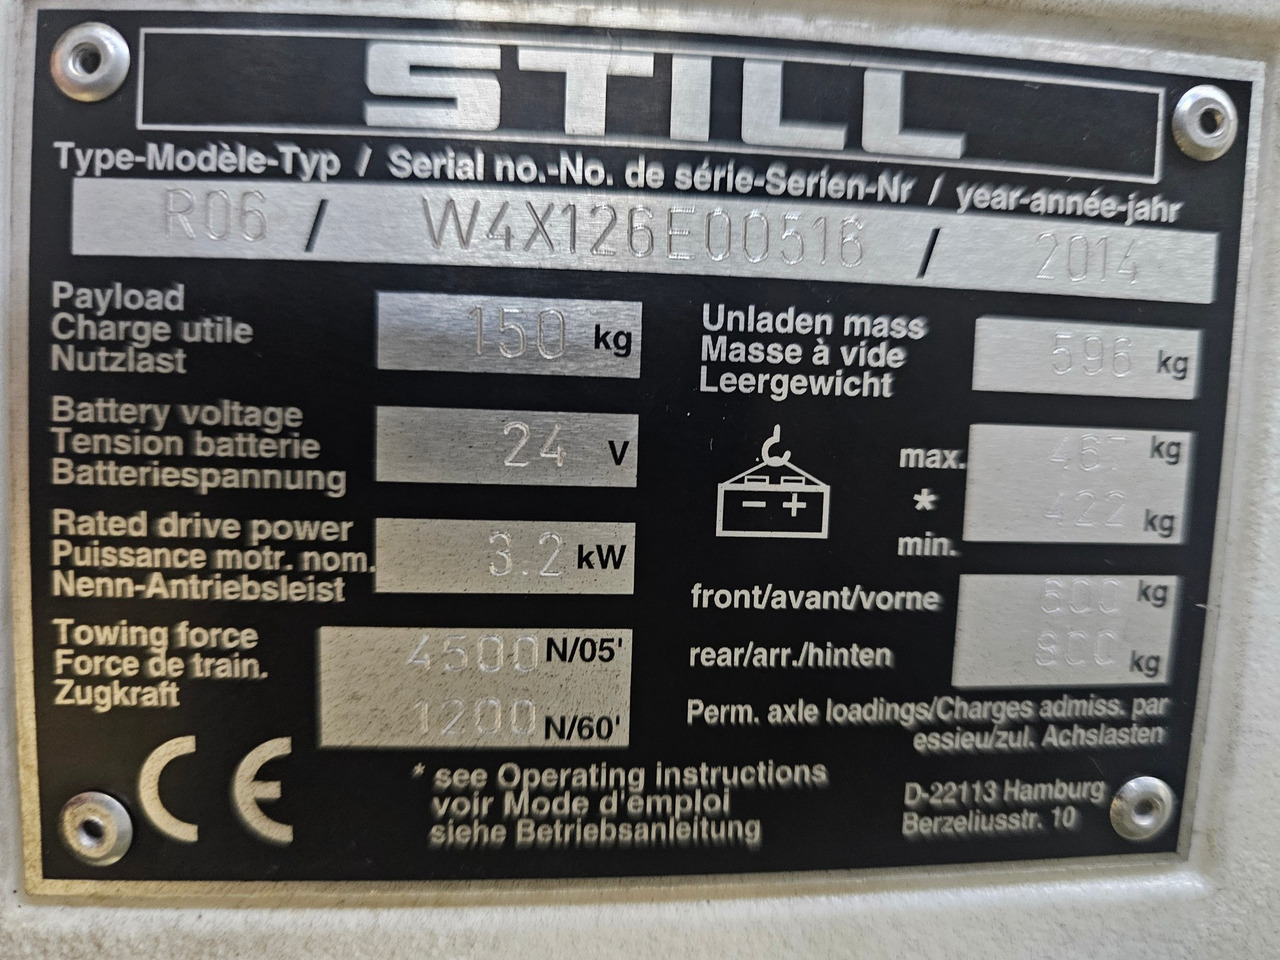 STILL
Type-Modèle-Typ / Serial no.-No. de série-Serien-Nr / year-année-jahr
R06 / W4X126E00516 / 2014
Payload
Charge utile
Nutzlast
150 kg
Unladen mass
Masse à vide
Leergewicht
596 kg
Battery voltage
Tension batterie
Batteriespannung
24 V
- +
max. 467 kg
*
min. 422 kg
Rated drive power
Puissance motr. nom.
Nenn-Antriebsleist
3.2 kW
front/avant/vorne kg
rear/arr./hinten kg
Towing force
Force de train.
Zugkraft
4500 N/05'
1200 N/60'
Perm. axle loadings/Charges admiss. par
essieu/zul. Achslasten
CE
* see Operating instructions
voir Mode d'emploi
siehe Betriebsanleitung
D-22113 Hamburg
Berzeliusstr. 10